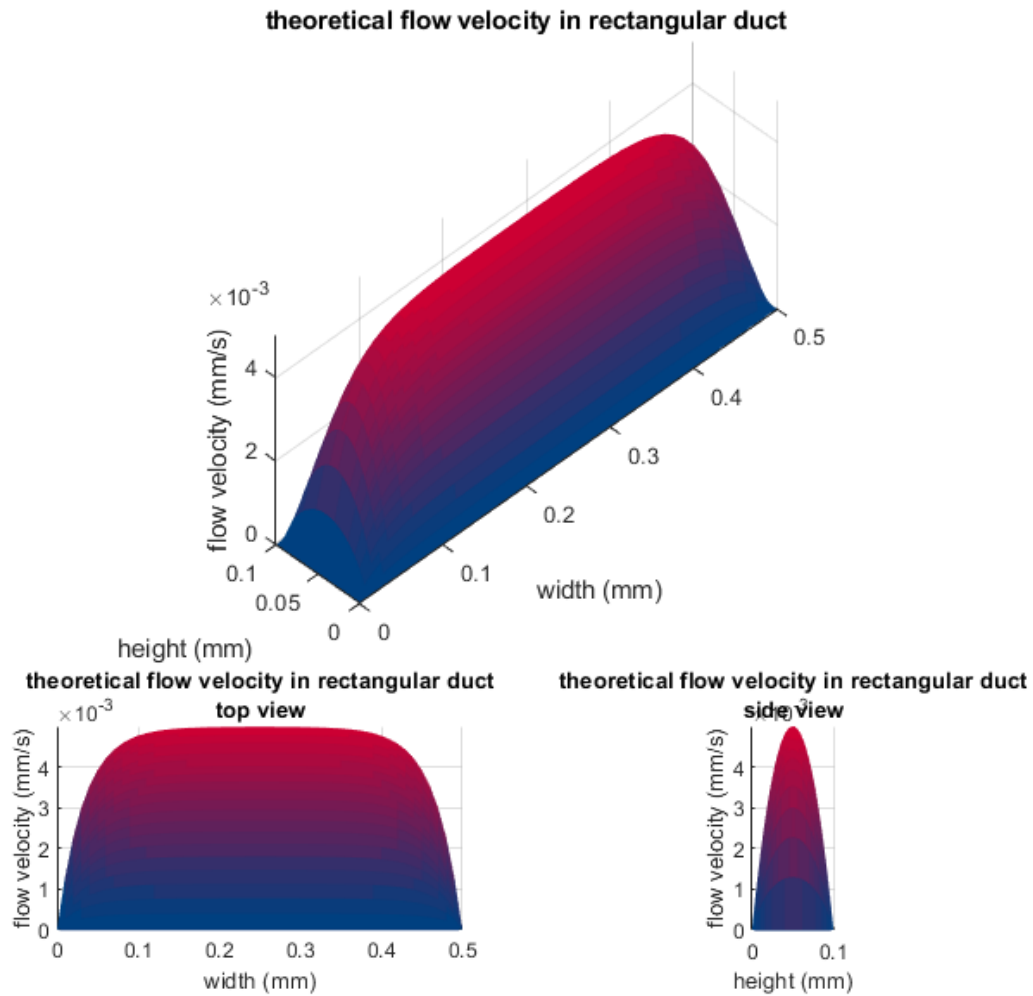 theoretical flow velocity in rectangular duct
×10⁻³
flow velocity (mm/s)
4
2
0
0.1
0.05
0
height (mm)
0
0.1
0.2
0.3
0.4
0.5
width (mm)
theoretical flow velocity in rectangular duct
top view
×10⁻³
flow velocity (mm/s)
4
3
2
1
0
0 0.1 0.2 0.3 0.4 0.5
width (mm)
theoretical flow velocity in rectangular duct
side view
flow velocity (mm/s)
4
3
2
1
0
0 0.1
height (mm)